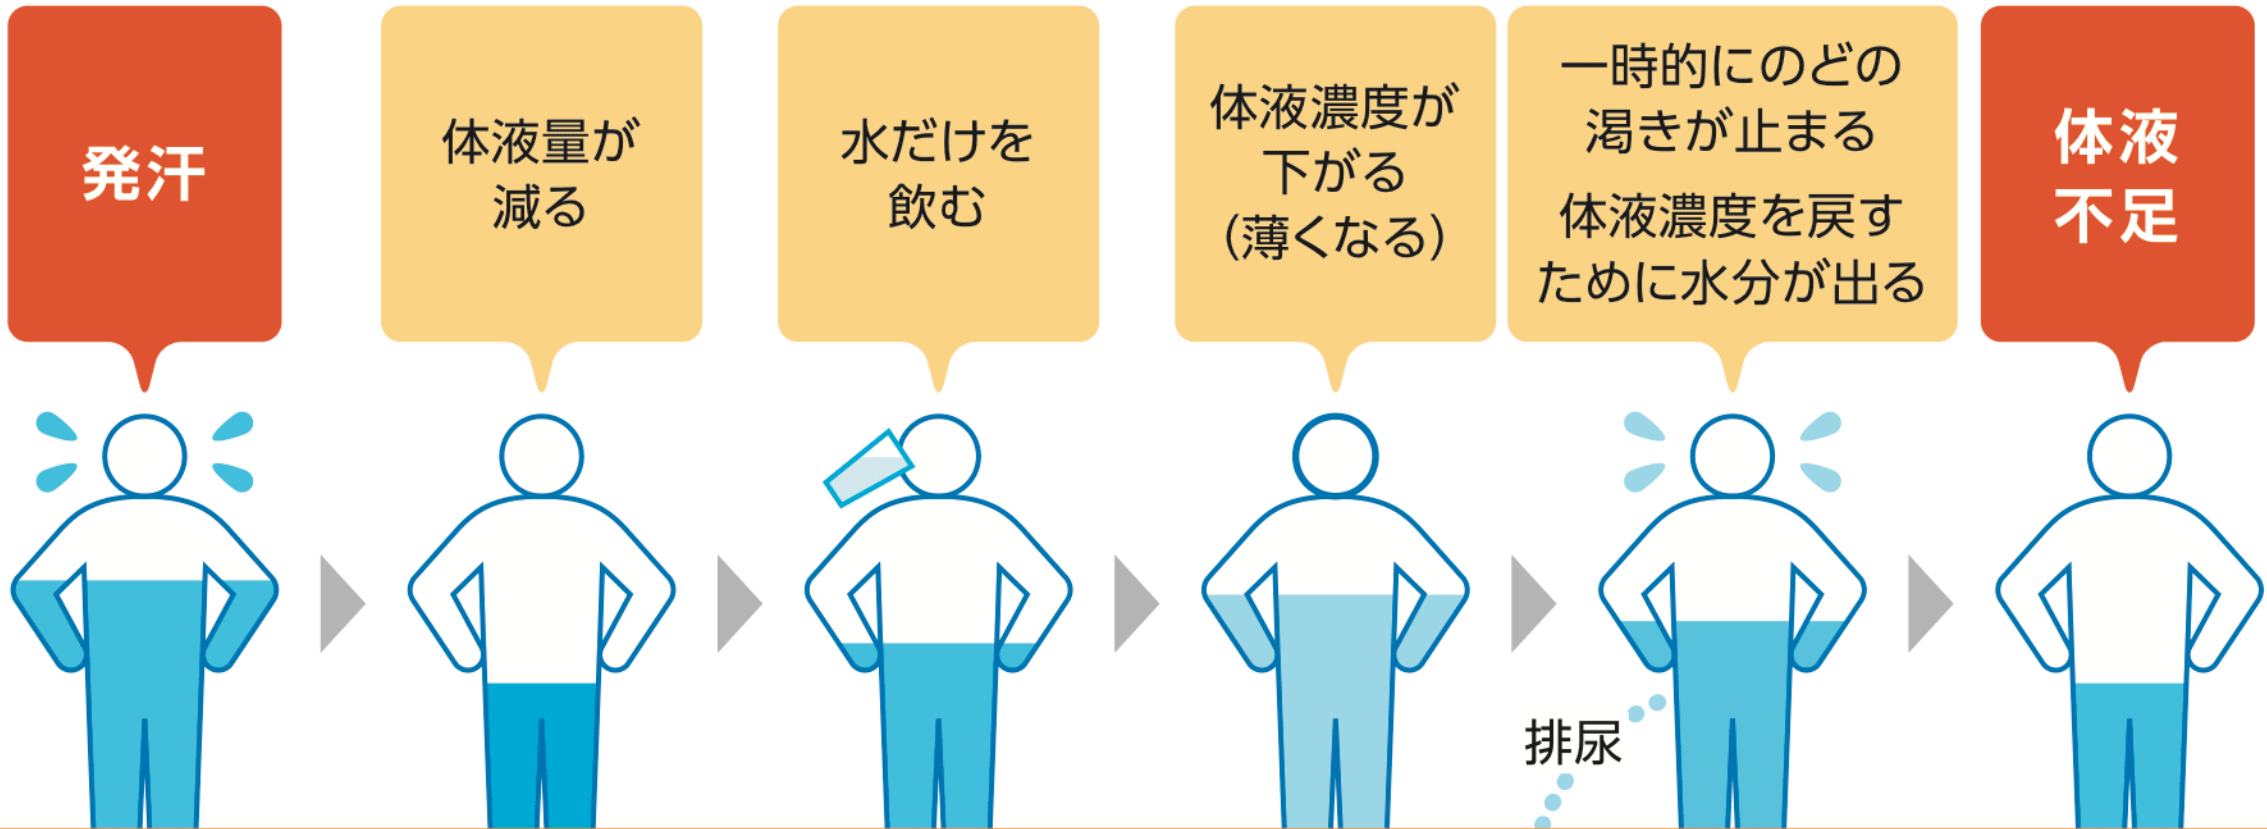 発汗
体液量が
減る
水だけを
飲む
体液濃度が
下がる
（薄くなる）
一時的にのどの
渇きが止まる
体液濃度を戻す
ために水分が出る
体液
不足
排尿